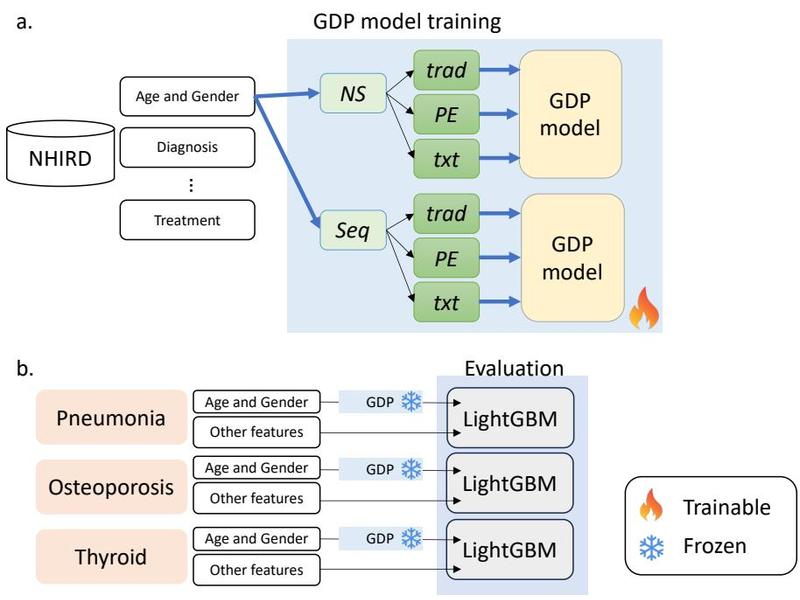 a.
GDP model training
NHIRD
Age and Gender
Diagnosis
⋮
Treatment
NS
trad
PE
txt
GDP
model
Seq
trad
PE
txt
GDP
model
b.
Evaluation
Pneumonia
Age and Gender
GDP
Other features
LightGBM
Osteoporosis
Age and Gender
GDP
Other features
LightGBM
Thyroid
Age and Gender
GDP
Other features
LightGBM
Trainable
Frozen